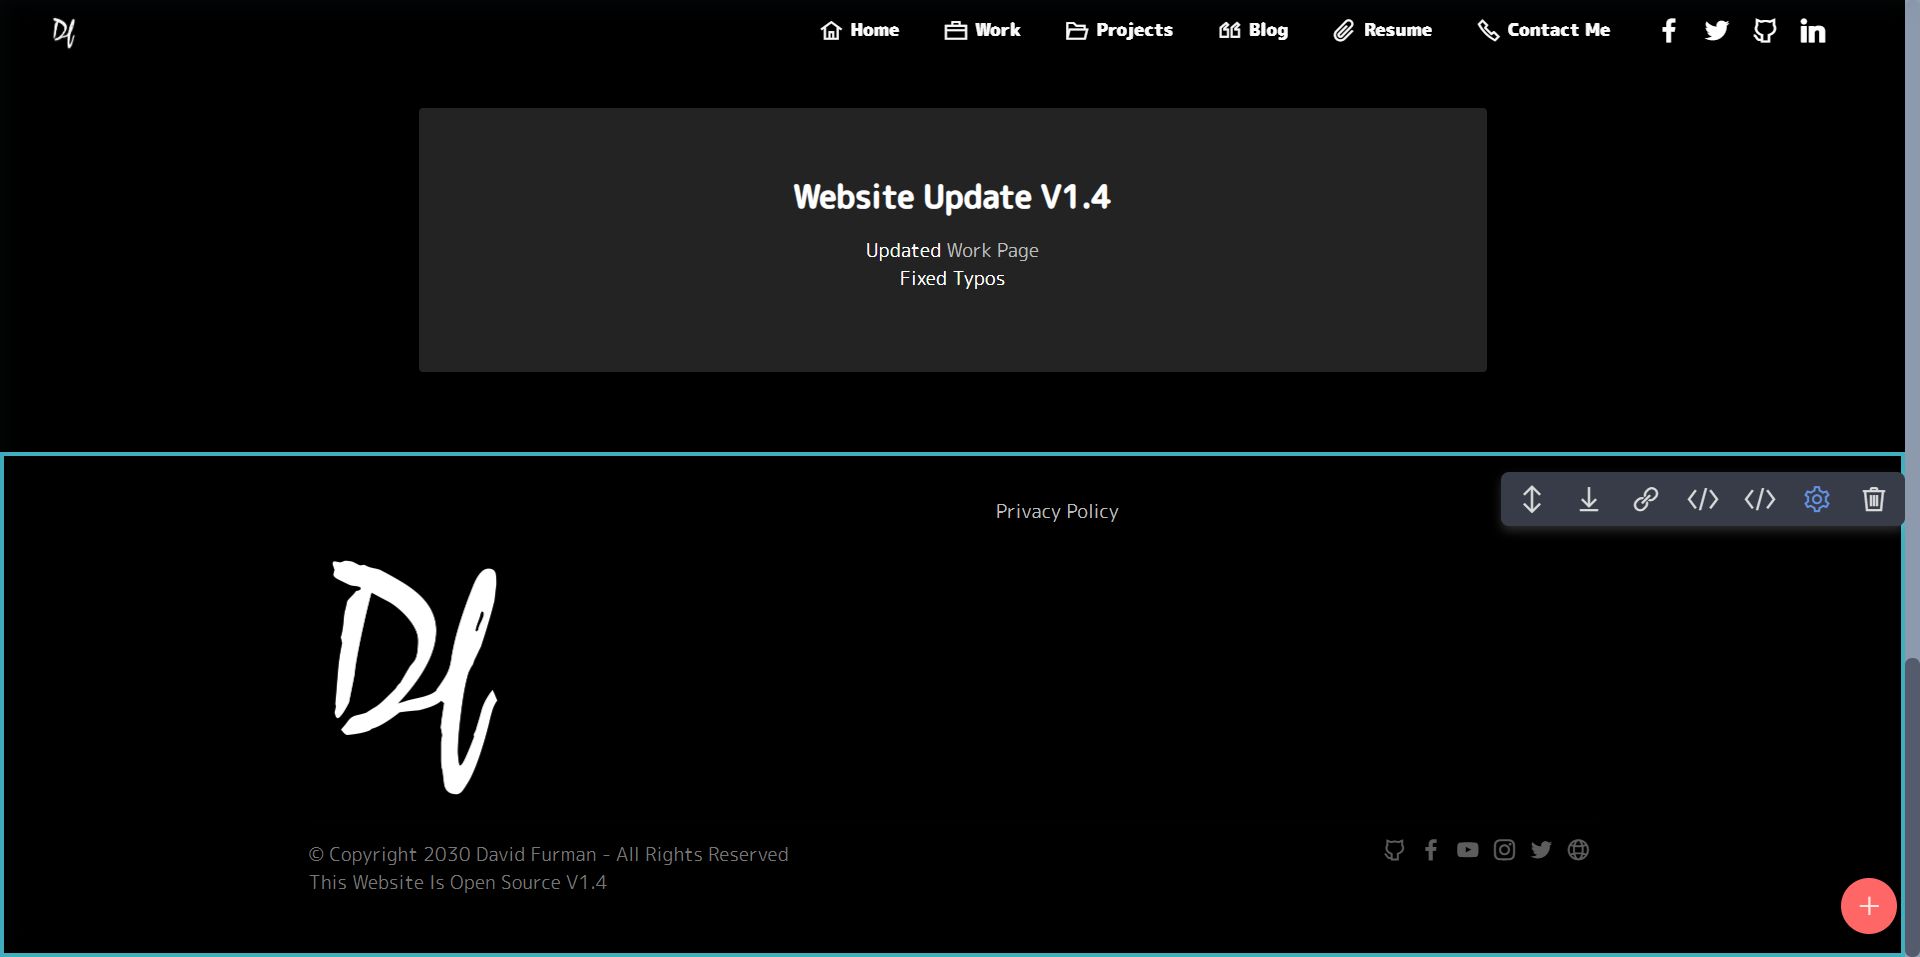 Df
Home Work Projects Blog Resume Contact Me
Website Update V1.4
Updated Work Page
Fixed Typos
Privacy Policy
Df
© Copyright 2030 David Furman - All Rights Reserved
This Website Is Open Source V1.4